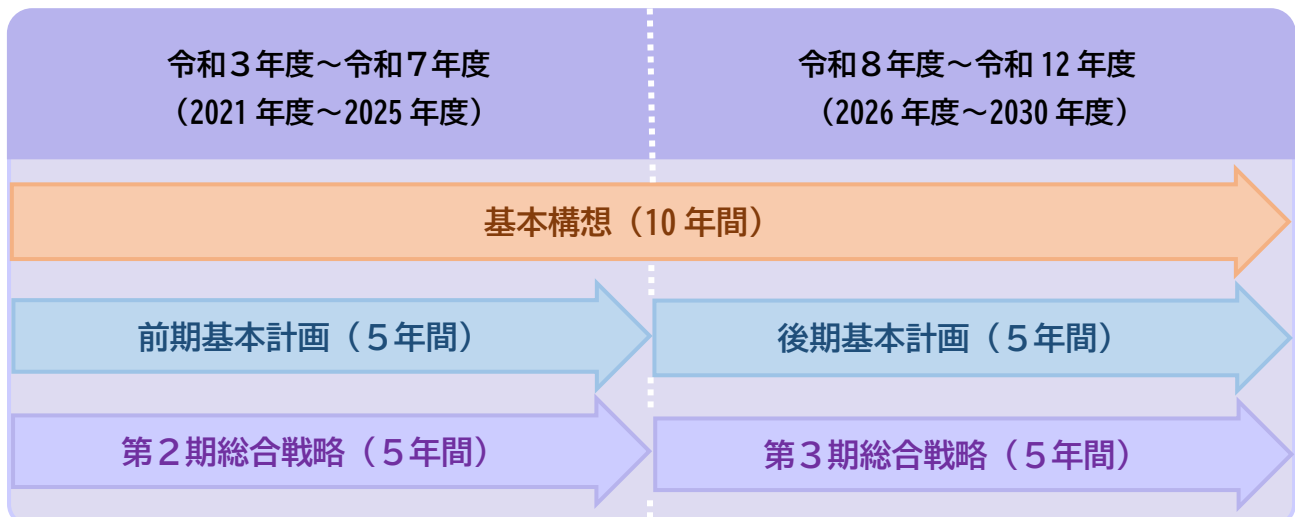 令和３年度～令和７年度
（2021 年度～2025 年度）
令和８年度～令和 12 年度
（2026 年度～2030 年度）
基本構想（10 年間）
前期基本計画（５年間）
後期基本計画（５年間）
第２期総合戦略（５年間）
第３期総合戦略（５年間）